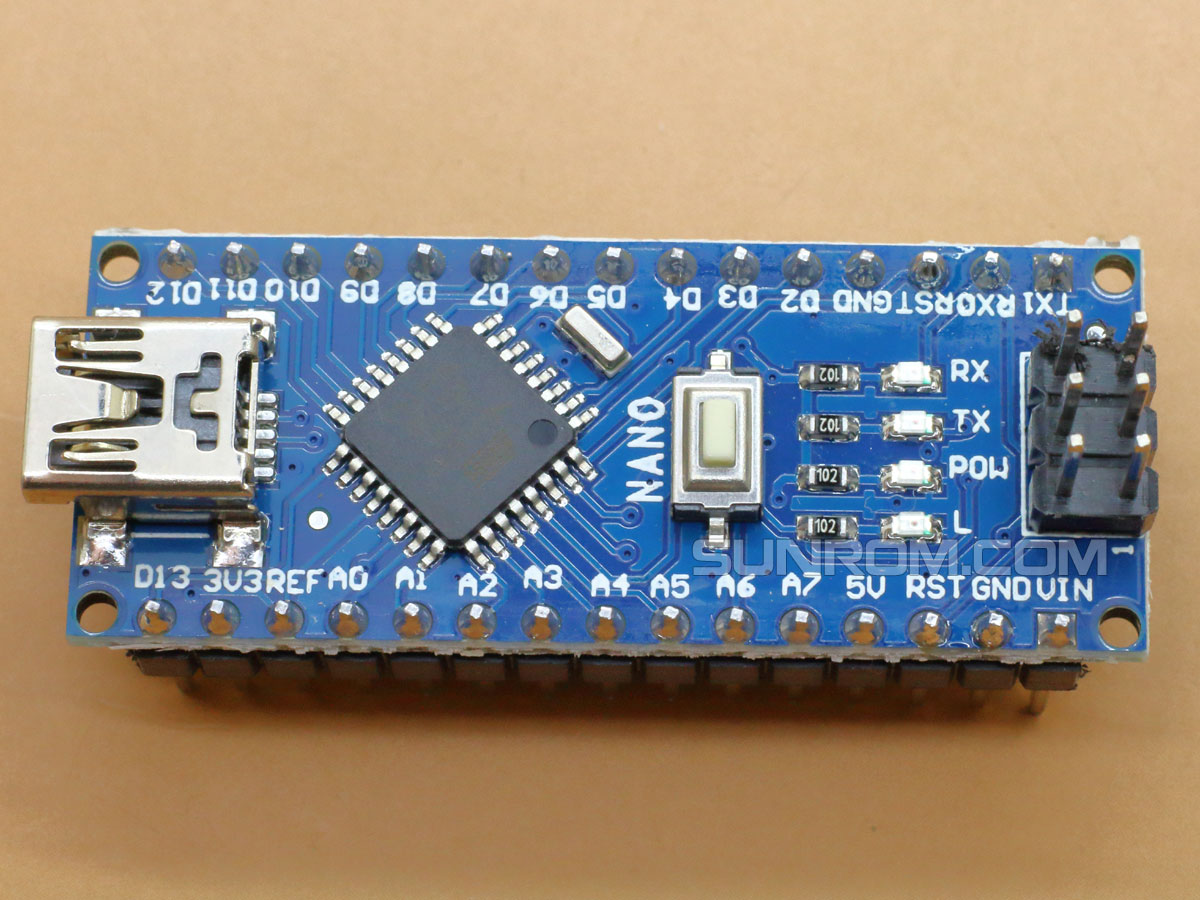 D12 D11 D10 D9 D8 D7 D6 D5 D4 D3 D2 GND RST RX0 TX1
102 RX
102 TX
NANO
102 POW
102 L
SUNROM.COM
1
D13 3V3 REF A0 A1 A2 A3 A4 A5 A6 A7 5V RST GND VIN